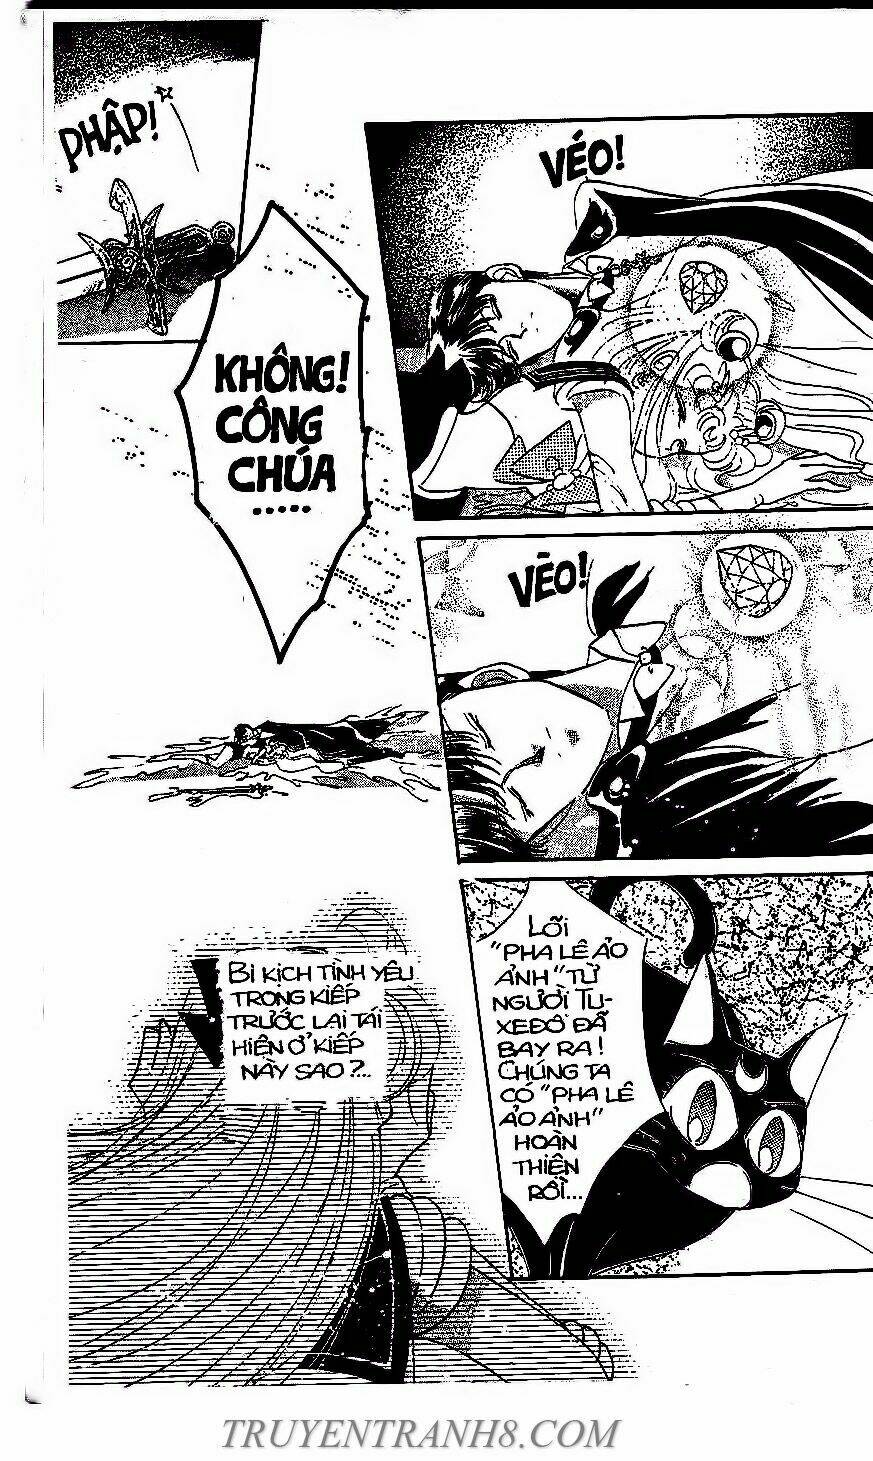 PHẬP!
VÉO!
KHÔNG!
CÔNG
CHÚA
.....
VÉO!
LÕI
"PHA LÊ ẢO
ẢNH" TỪ
NGƯỜI TU-
XEĐÔ ĐÃ
BAY RA!
CHÚNG TA
CÓ "PHA LÊ
ẢO ẢNH"
HOÀN
THIỆN
RỒI...
BI KỊCH TÌNH YÊU
TRONG KIẾP
TRƯỚC LẠI TÁI
HIỆN Ở KIẾP
NÀY SAO?...
TRUYENTRANH8.COM